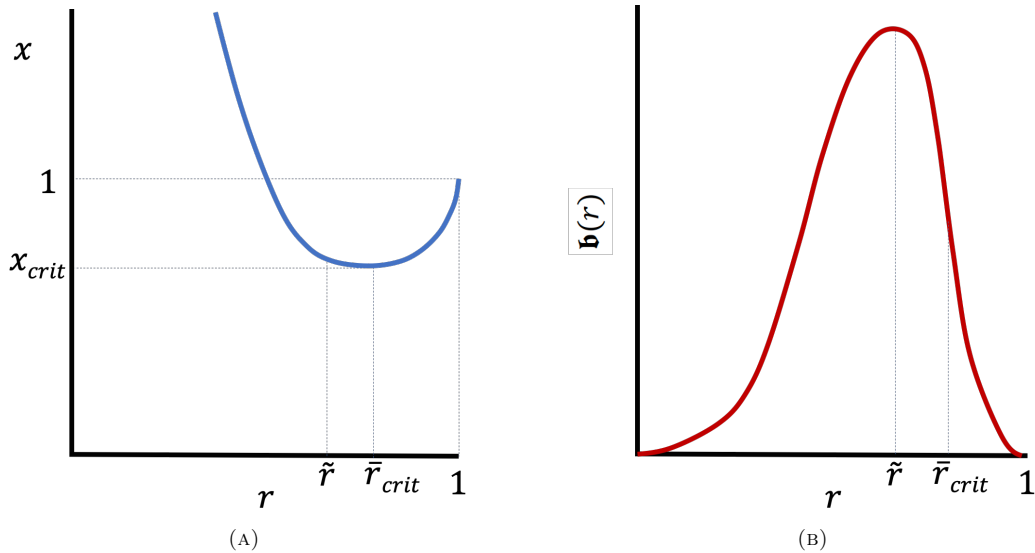 x
1
x_crit
r̃
r̄_crit
1
r
(A)
𝖇(r)
r̃
r̄_crit
1
r
(B)